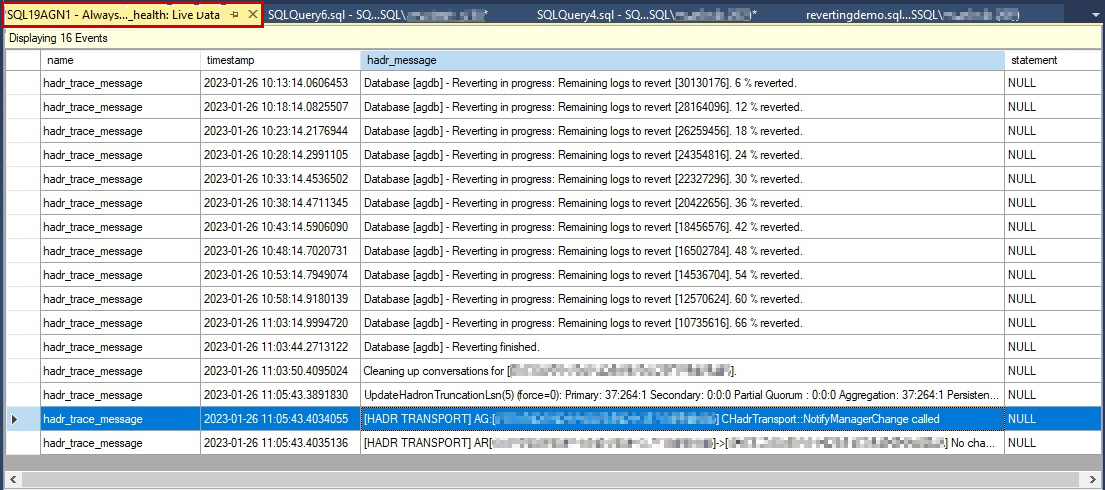 SQL19AGN1 - Always..._health: Live Data SQLQuery6.sql - SQ...SQL\ * SQLQuery4.sql - SQ...SSQL\ * revertingdemo.sql...SSQL\
Displaying 16 Events
name timestamp hadr_message statement
hadr_trace_message 2023-01-26 10:13:14.0606453 Database [agdb] - Reverting in progress: Remaining logs to revert [30130176]. 6 % reverted. NULL
hadr_trace_message 2023-01-26 10:18:14.0825507 Database [agdb] - Reverting in progress: Remaining logs to revert [28164096]. 12 % reverted. NULL
hadr_trace_message 2023-01-26 10:23:14.2176944 Database [agdb] - Reverting in progress: Remaining logs to revert [26259456]. 18 % reverted. NULL
hadr_trace_message 2023-01-26 10:28:14.2991105 Database [agdb] - Reverting in progress: Remaining logs to revert [24354816]. 24 % reverted. NULL
hadr_trace_message 2023-01-26 10:33:14.4536502 Database [agdb] - Reverting in progress: Remaining logs to revert [22327296]. 30 % reverted. NULL
hadr_trace_message 2023-01-26 10:38:14.4711345 Database [agdb] - Reverting in progress: Remaining logs to revert [20422656]. 36 % reverted. NULL
hadr_trace_message 2023-01-26 10:43:14.5906090 Database [agdb] - Reverting in progress: Remaining logs to revert [18456576]. 42 % reverted. NULL
hadr_trace_message 2023-01-26 10:48:14.7020731 Database [agdb] - Reverting in progress: Remaining logs to revert [16502784]. 48 % reverted. NULL
hadr_trace_message 2023-01-26 10:53:14.7949074 Database [agdb] - Reverting in progress: Remaining logs to revert [14536704]. 54 % reverted. NULL
hadr_trace_message 2023-01-26 10:58:14.9180139 Database [agdb] - Reverting in progress: Remaining logs to revert [12570624]. 60 % reverted. NULL
hadr_trace_message 2023-01-26 11:03:14.9994720 Database [agdb] - Reverting in progress: Remaining logs to revert [10735616]. 66 % reverted. NULL
hadr_trace_message 2023-01-26 11:03:44.2713122 Database [agdb] - Reverting finished. NULL
hadr_trace_message 2023-01-26 11:03:50.4095024 Cleaning up conversations for [ ]. NULL
hadr_trace_message 2023-01-26 11:05:43.3891830 UpdateHadronTruncationLsn(5) (force=0): Primary: 37:264:1 Secondary: 0:0:0 Partial Quorum : 0:0:0 Aggregation: 37:264:1 Persisten... NULL
hadr_trace_message 2023-01-26 11:05:43.4034055 [HADR TRANSPORT] AG:[ ] CHadrTransport::NotifyManagerChange called NULL
hadr_trace_message 2023-01-26 11:05:43.4035136 [HADR TRANSPORT] AR[ ]->[ ] No cha... NULL